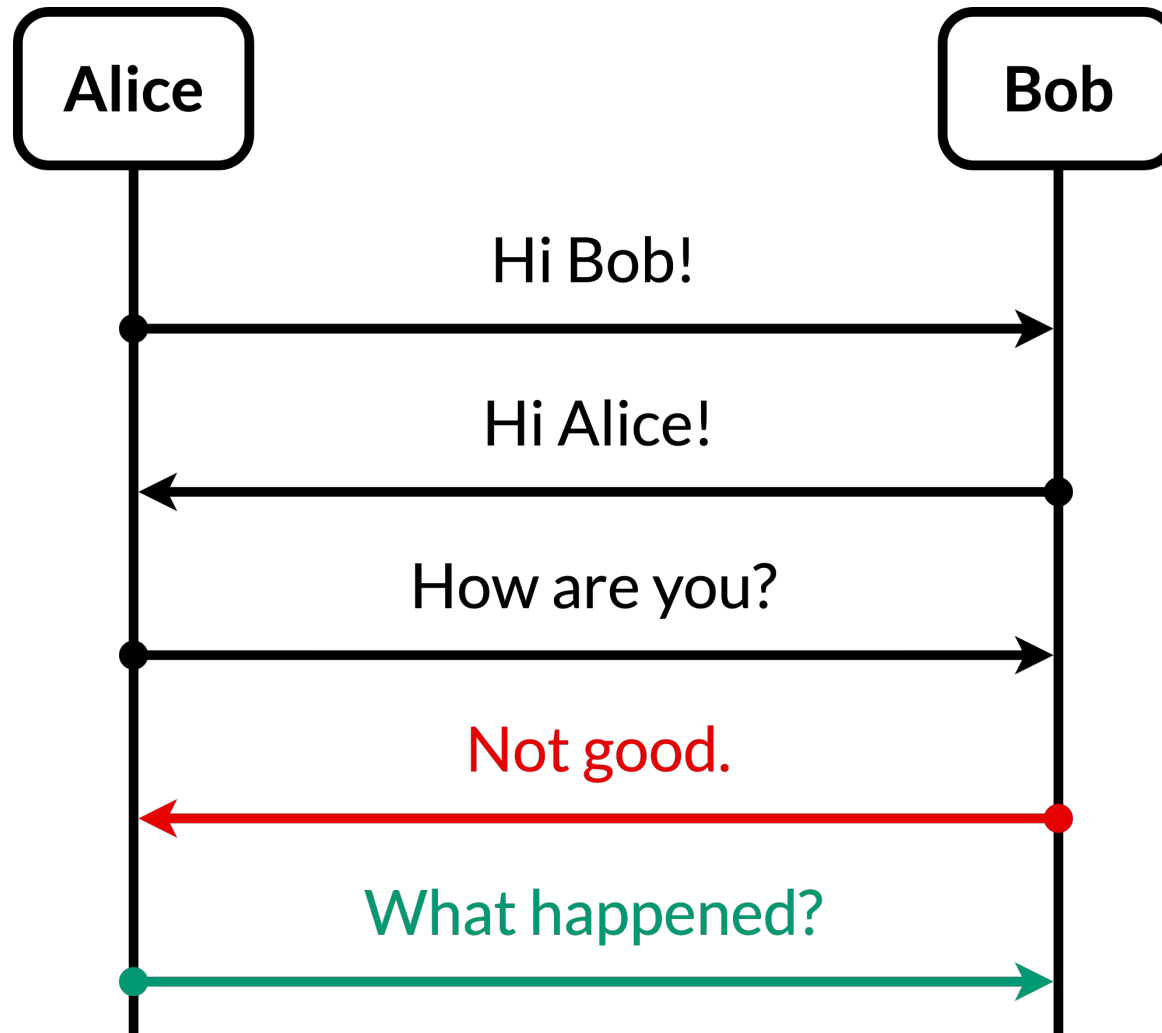 Alice
Bob
Hi Bob!
Hi Alice!
How are you?
Not good.
What happened?